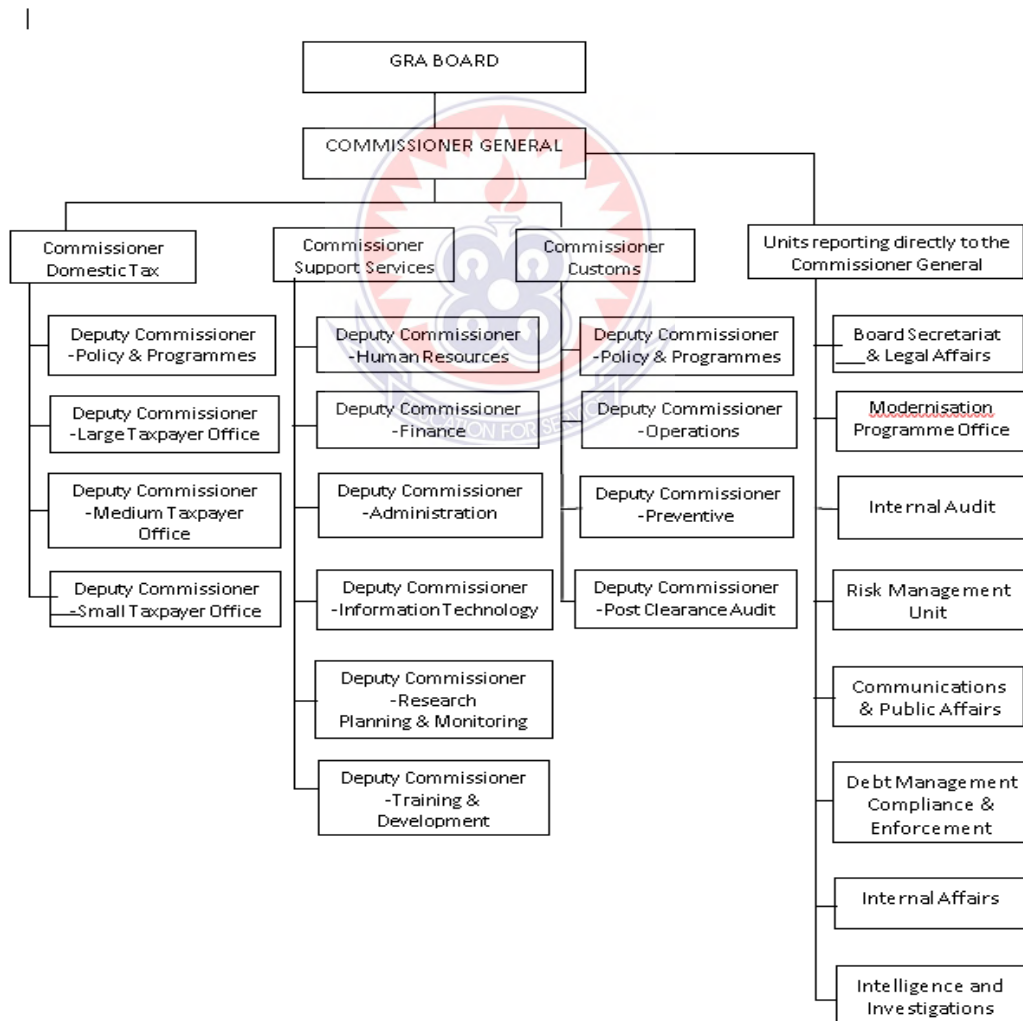 GRA BOARD
COMMISSIONER GENERAL
Commissioner
Domestic Tax
Deputy Commissioner
-Policy & Programmes
Deputy Commissioner
-Large Taxpayer Office
Deputy Commissioner
-Medium Taxpayer
Office
Deputy Commissioner
-Small Taxpayer Office
Commissioner
Support Services
Deputy Commissioner
-Human Resources
Deputy Commissioner
-Finance
Deputy Commissioner
-Administration
Deputy Commissioner
-Information Technology
Deputy Commissioner
-Research
Planning & Monitoring
Deputy Commissioner
-Training &
Development
Commissioner
Customs
Deputy Commissioner
-Policy & Programmes
Deputy Commissioner
-Operations
Deputy Commissioner
-Preventive
Deputy Commissioner
-Post Clearance Audit
Units reporting directly to the
Commissioner General
Board Secretariat
& Legal Affairs
Modernisation
Programme Office
Internal Audit
Risk Management
Unit
Communications
& Public Affairs
Debt Management
Compliance &
Enforcement
Internal Affairs
Intelligence and
Investigations
FOR